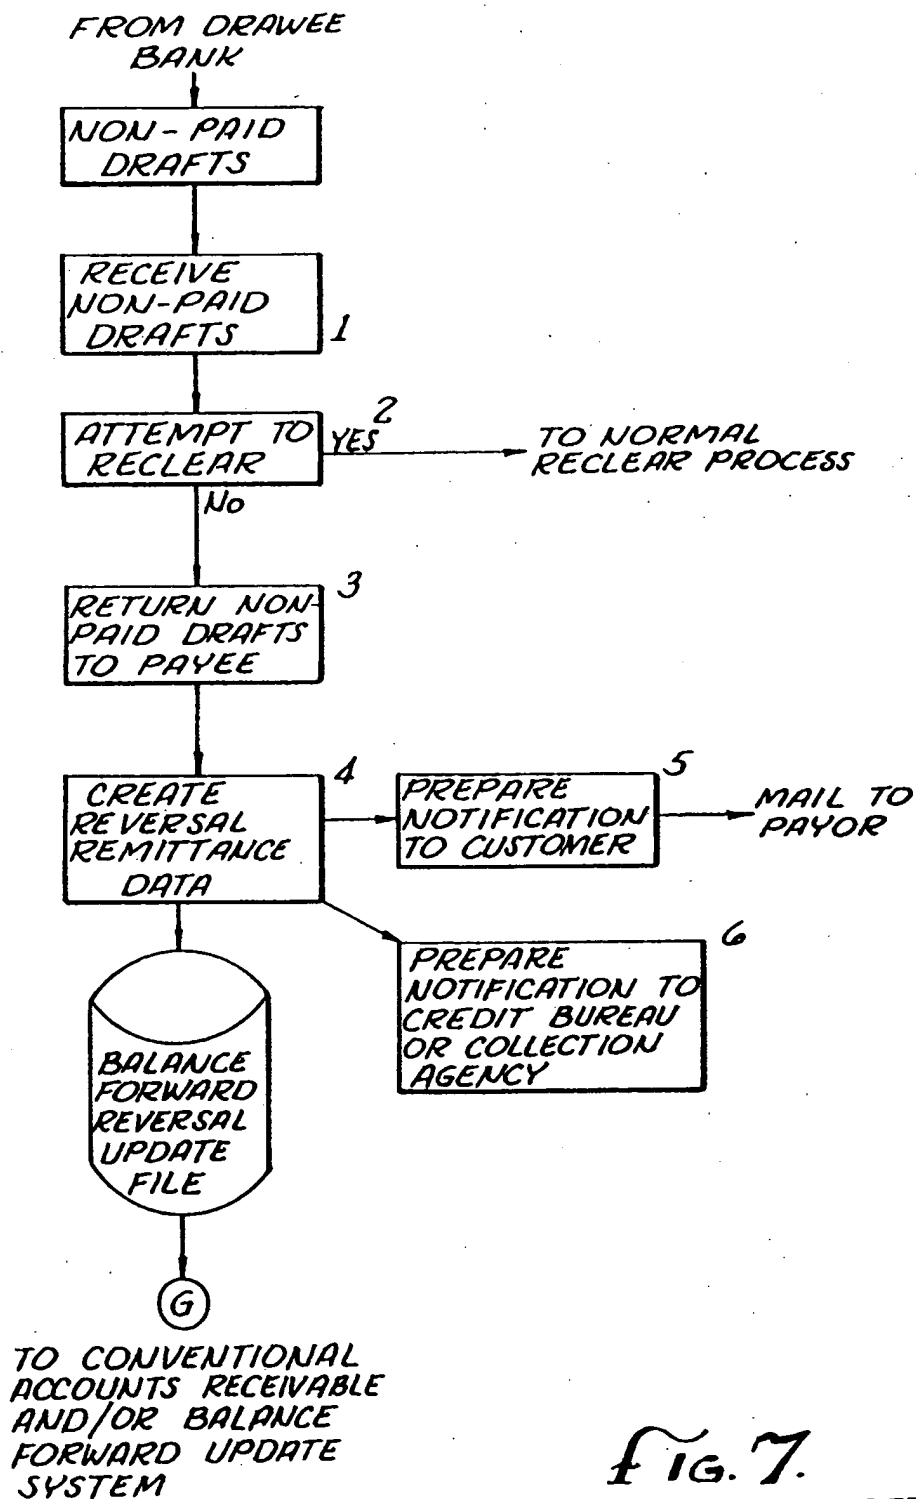 FROM DRAWEE
BANK
NON-PAID
DRAFTS
RECEIVE
NON-PAID
DRAFTS
1
ATTEMPT TO
RECLEAR
2
YES
TO NORMAL
RECLEAR PROCESS
No
3
RETURN NON-
PAID DRAFTS
TO PAYEE
4
CREATE
REVERSAL
REMITTANCE
DATA
5
PREPARE
NOTIFICATION
TO CUSTOMER
MAIL TO
PAYOR
6
PREPARE
NOTIFICATION TO
CREDIT BUREAU
OR COLLECTION
AGENCY
BALANCE
FORWARD
REVERSAL
UPDATE
FILE
G
TO CONVENTIONAL
ACCOUNTS RECEIVABLE
AND/OR BALANCE
FORWARD UPDATE
SYSTEM
FIG. 7.